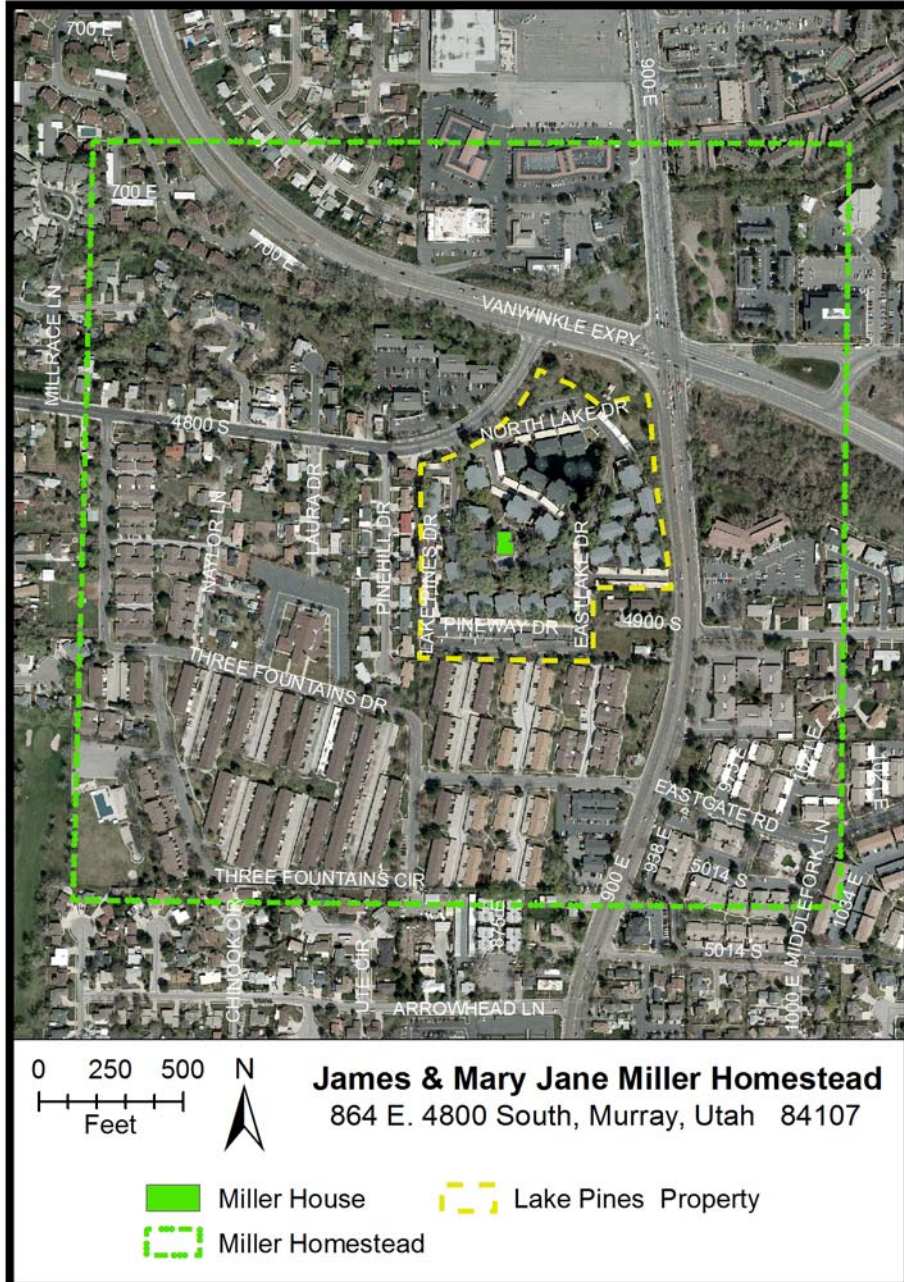 700 E
900 E
700 E
700 E
VANWINKLE EXPY
MILLRACE LN
4800 S
NORTH LAKE DR
LAURA DR
NAYLOR LN
PINEHILL DR
LAKE PINES DR
EASTLAKE DR
PINEWAY DR
4900 S
THREE FOUNTAINS DR
1021 E
EASTGATE RD
938 E
900 E
5014 S
MIDDLEFORK LN
1034 E
THREE FOUNTAINS CIR
CHINOOK CIR
UTE CIR
5014 S
1000 E
ARROWHEAD LN
0 250 500
Feet
N
James & Mary Jane Miller Homestead
864 E. 4800 South, Murray, Utah 84107
Miller House
Lake Pines Property
Miller Homestead